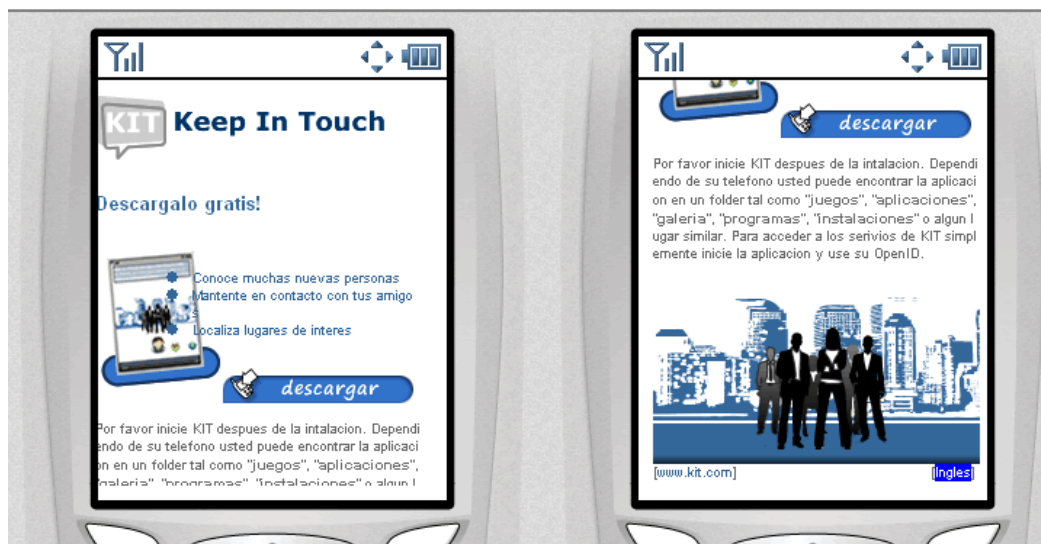 KIT Keep In Touch
Descargalo gratis!
Conoce muchas nuevas personas
Mantente en contacto con tus amigo
s
Localiza lugares de interes
descargar
Por favor inicie KIT despues de la intalacion. Dependi
endo de su telefono usted puede encontrar la aplicaci
on en un folder tal como "juegos", "aplicaciones",
"galeria", "programas", "instalaciones" o algun l
descargar
Por favor inicie KIT despues de la intalacion. Dependi
endo de su telefono usted puede encontrar la aplicaci
on en un folder tal como "juegos", "aplicaciones",
"galeria", "programas", "instalaciones" o algun l
ugar similar. Para acceder a los serivios de KIT simpl
emente inicie la aplicacion y use su OpenID.
[www.kit.com] [Ingles]